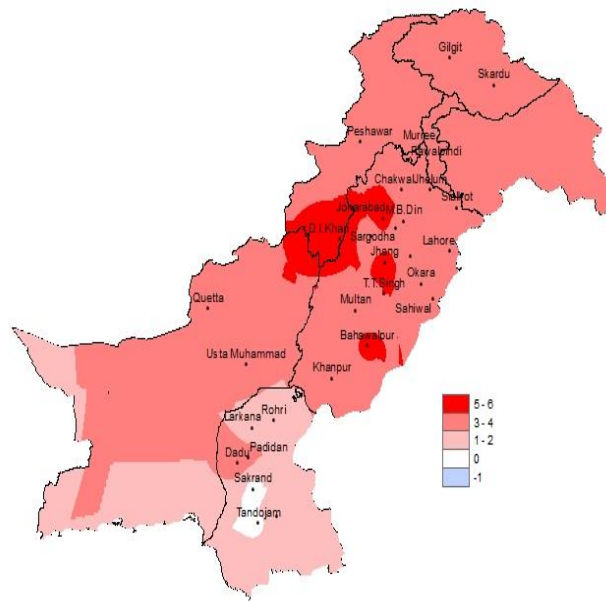 Gilgit
Skardu
Peshawar
Murree
Rawalpindi
Chakwal
Jhelum
Sialkot
Joharabad
M.B.Din
D.I.Khan
Sargodha
Lahore
Jhang
Okara
T.T.Singh
Quetta
Multan
Sahiwal
Bahawalpur
Usta Muhammad
Khanpur
Rohri
Larkana
Padidan
Dadu
Sakrand
Tandojam
5 - 6
3 - 4
1 - 2
0
-1